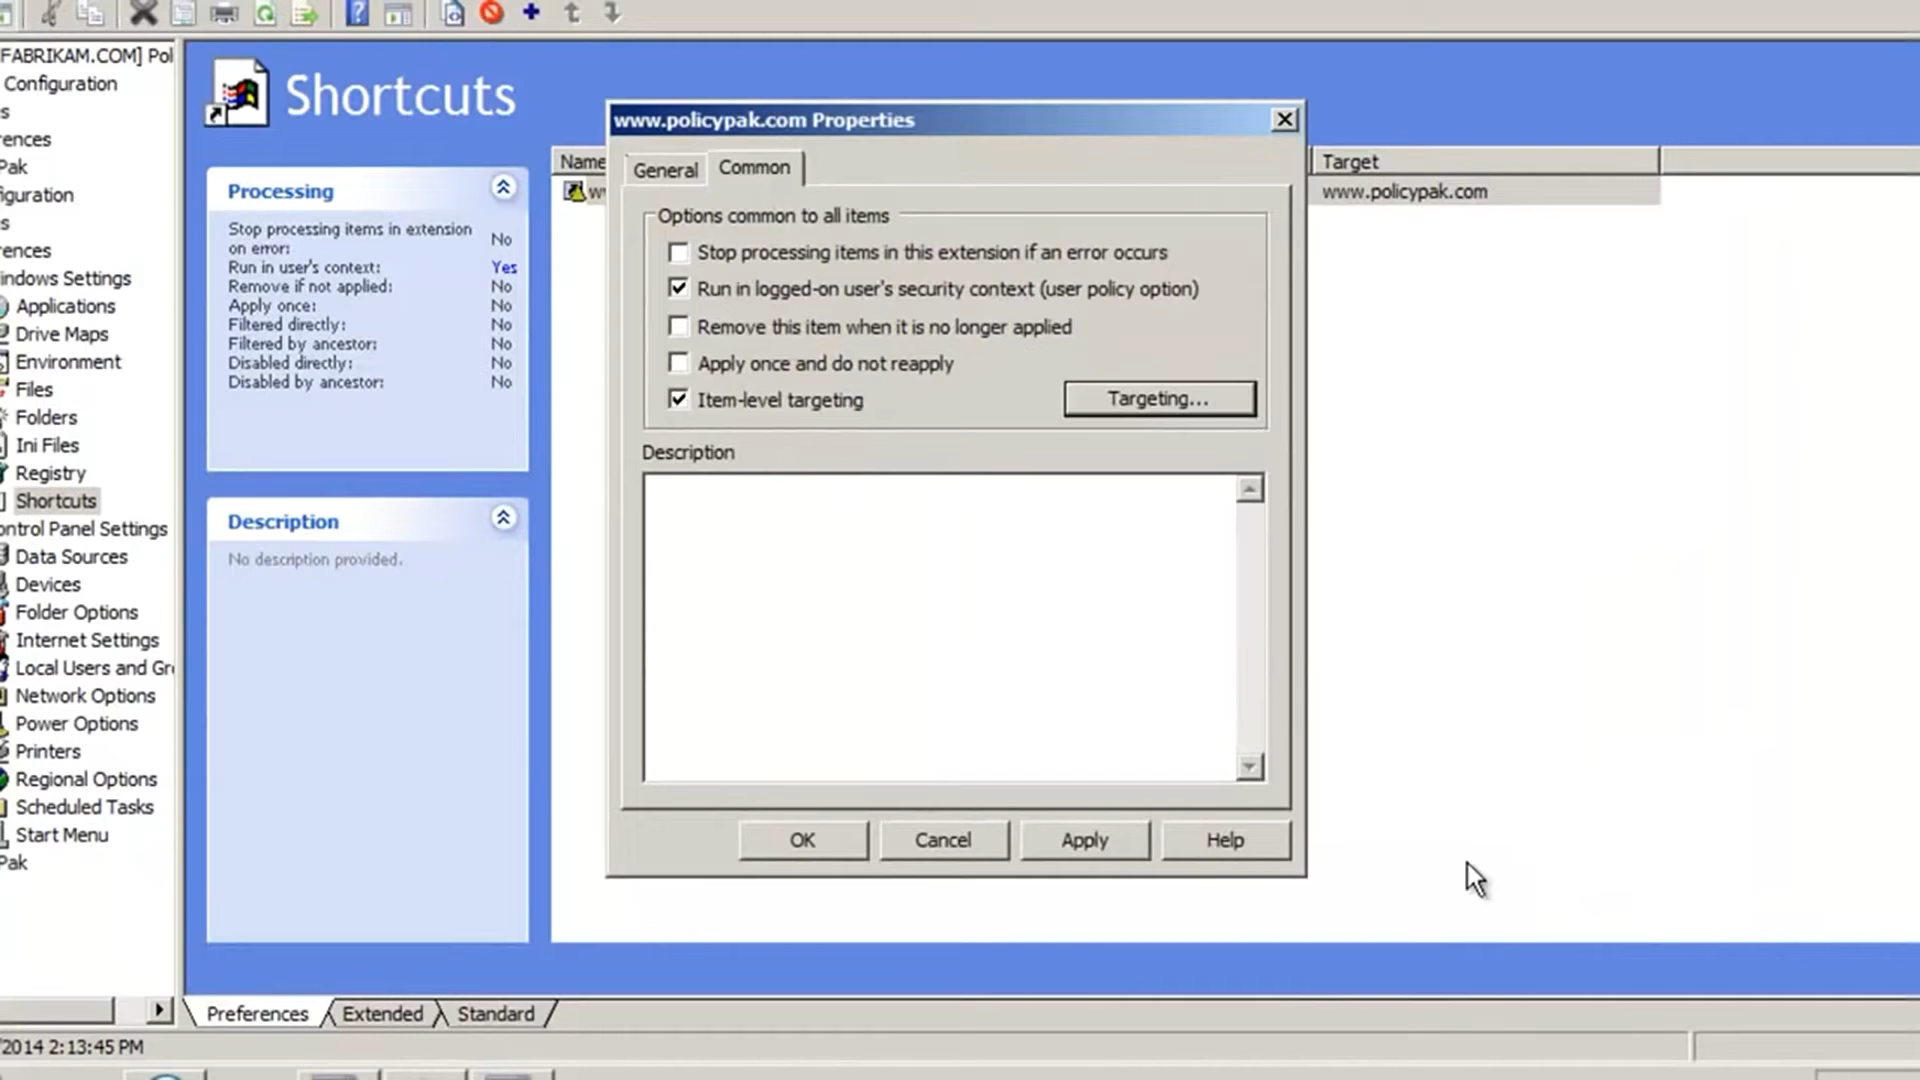 FABRIKAM.COM] Pol
Configuration
s
ences
Pak
iguration
s
ences
indows Settings
Applications
Drive Maps
Environment
Files
Folders
Ini Files
Registry
Shortcuts
ontrol Panel Settings
Data Sources
Devices
Folder Options
Internet Settings
Local Users and Gr
Network Options
Power Options
Printers
Regional Options
Scheduled Tasks
Start Menu
Pak
Shortcuts
Processing
Stop processing items in extension
on error: No
Run in user's context: Yes
Remove if not applied: No
Apply once: No
Filtered directly: No
Filtered by ancestor: No
Disabled directly: No
Disabled by ancestor: No
Description
No description provided.
Name
Target
w
www.policypak.com
www.policypak.com Properties
General
Common
Options common to all items
Stop processing items in this extension if an error occurs
Run in logged-on user's security context (user policy option)
Remove this item when it is no longer applied
Apply once and do not reapply
Item-level targeting
Targeting...
Description
OK
Cancel
Apply
Help
Preferences
Extended
Standard
/2014 2:13:45 PM